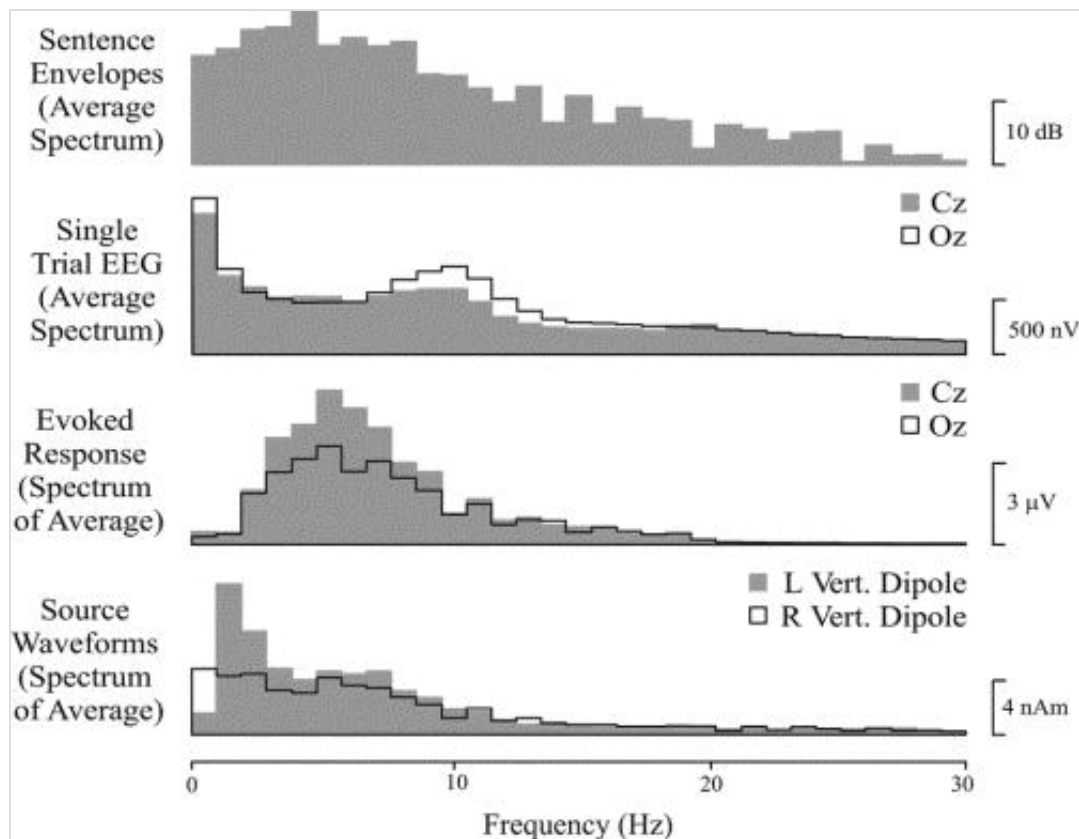 Sentence
Envelopes
(Average
Spectrum)
10 dB
Single
Trial EEG
(Average
Spectrum)
Cz
Oz
500 nV
Evoked
Response
(Spectrum
of Average)
Cz
Oz
3 µV
Source
Waveforms
(Spectrum
of Average)
L Vert. Dipole
R Vert. Dipole
4 nAm
0 10 20 30
Frequency (Hz)